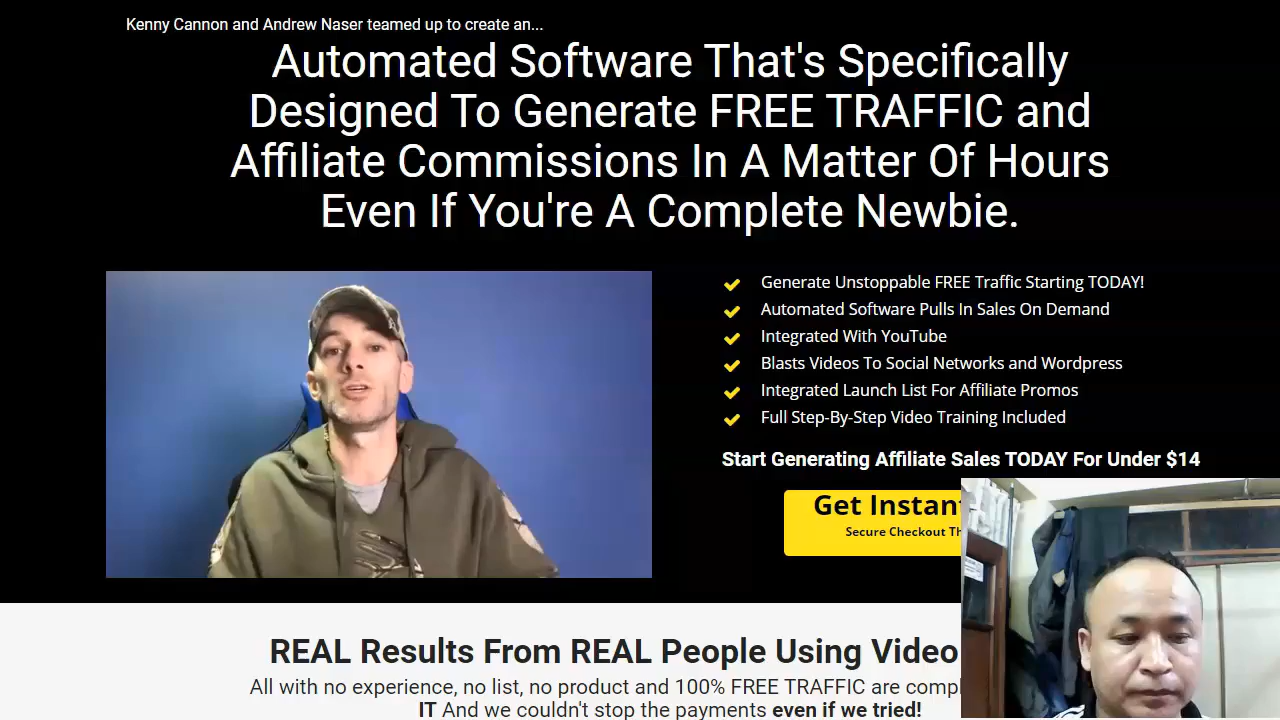 Kenny Cannon and Andrew Naser teamed up to create an...
Automated Software That's Specifically
Designed To Generate FREE TRAFFIC and
Affiliate Commissions In A Matter Of Hours
Even If You're A Complete Newbie.
Generate Unstoppable FREE Traffic Starting TODAY!
Automated Software Pulls In Sales On Demand
Integrated With YouTube
Blasts Videos To Social Networks and Wordpress
Integrated Launch List For Affiliate Promos
Full Step-By-Step Video Training Included
Start Generating Affiliate Sales TODAY For Under $14
Get Instan
Secure Checkout Th
REAL Results From REAL People Using Video
All with no experience, no list, no product and 100% FREE TRAFFIC are compl
IT And we couldn't stop the payments even if we tried!